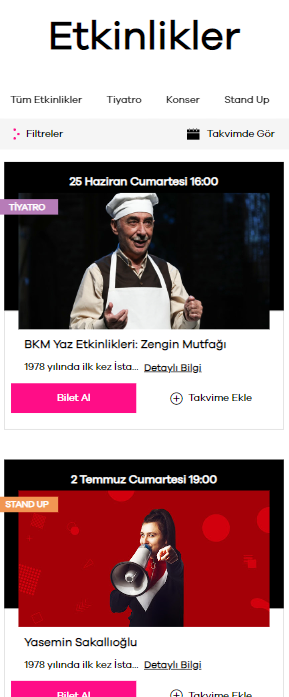 Etkinlikler
Tüm Etkinlikler Tiyatro Konser Stand Up
Filtreler Takvimde Gör
25 Haziran Cumartesi 16:00
TİYATRO
BKM Yaz Etkinlikleri: Zengin Mutfağı
1978 yılında ilk kez İsta... Detaylı Bilgi
Bilet Al Takvime Ekle
2 Temmuz Cumartesi 19:00
STAND UP
Yasemin Sakallıoğlu
1978 yılında ilk kez İsta... Detaylı Bilgi
Bilet Al Takvime Ekle